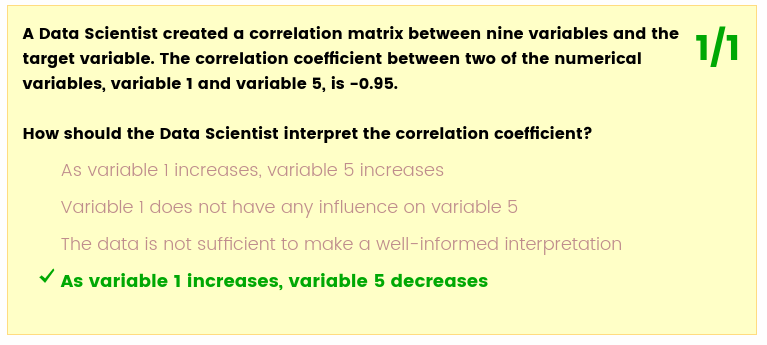 A Data Scientist created a correlation matrix between nine variables and the
1/1
target variable. The correlation coefficient between two of the numerical
variables, variable 1 and variable 5, is -0.95.
How should the Data Scientist interpret the correlation coefficient?
As variable 1 increases, variable 5 increases
Variable 1 does not have any influence on variable 5
The data is not sufficient to make a well-informed interpretation
As variable 1 increases, variable 5 decreases